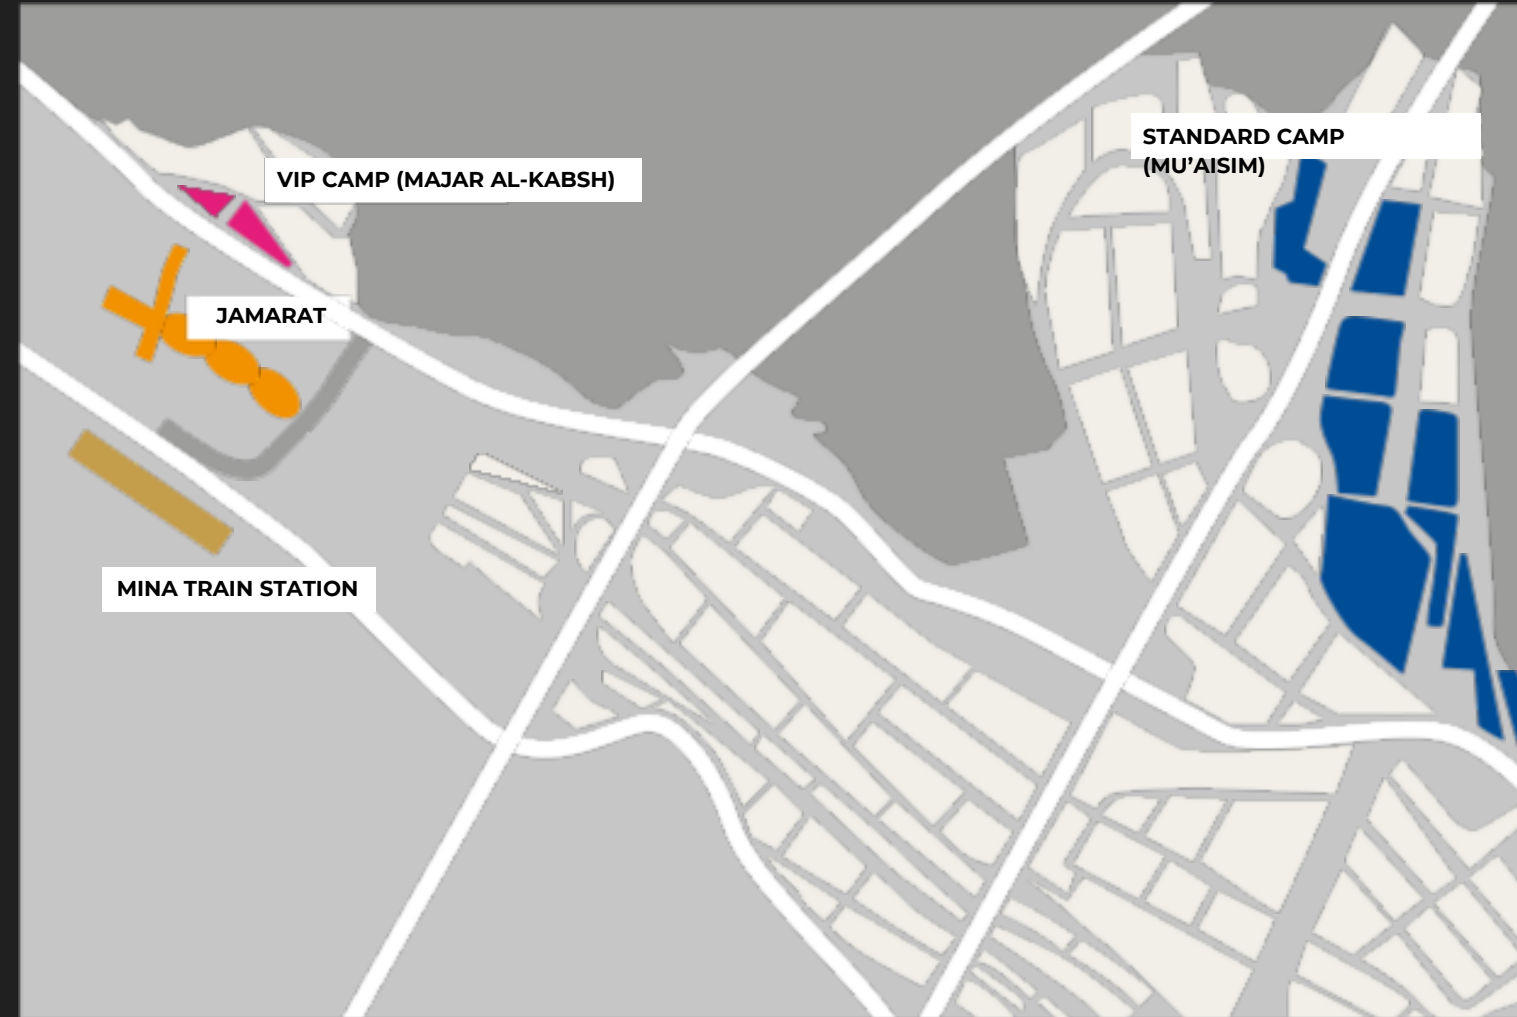 STANDARD CAMP
(MU’AISIM)
VIP CAMP (MAJAR AL-KABSH)
JAMARAT
MINA TRAIN STATION